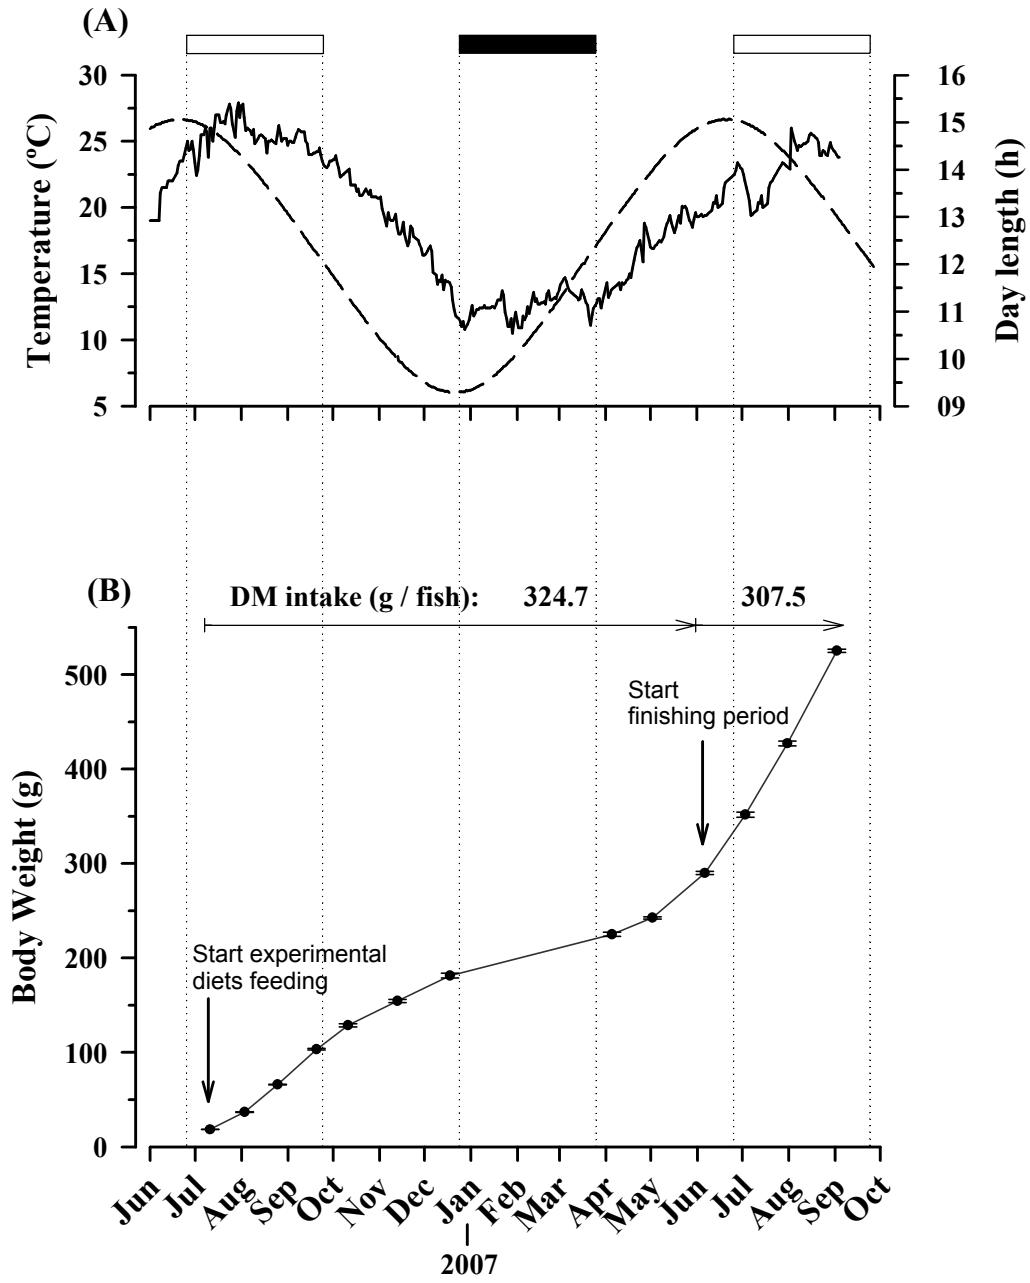 (A)
30
25
20
15
10
5
Temperature (ºC)
16
15
14
13
12
11
10
09
Day length (h)
(B)
DM intake (g / fish): 324.7 307.5
500
400
300
200
100
0
Body Weight (g)
Start
finishing period
Start experimental
diets feeding
Jun Jul Aug Sep Oct Nov Dec Jan Feb Mar Apr May Jun Jul Aug Sep Oct
2007